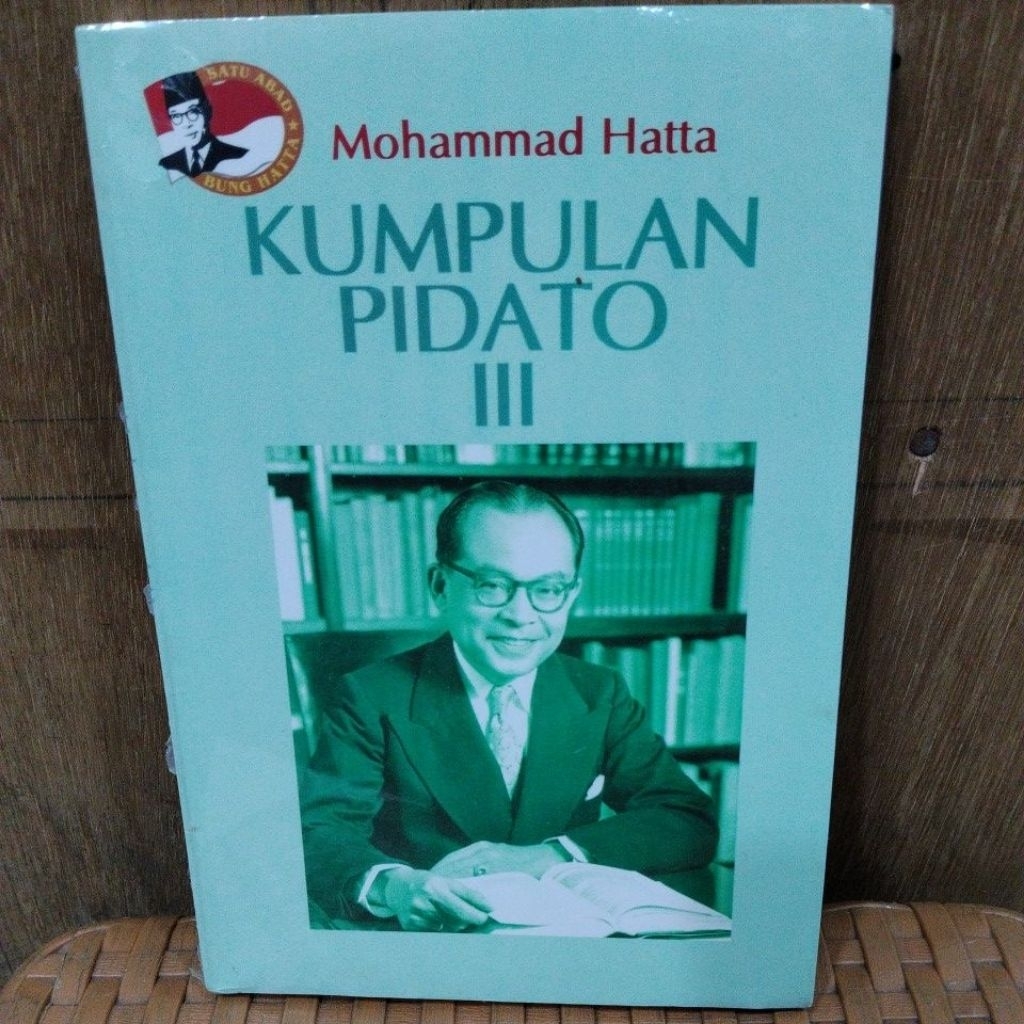 SATU ABAD
BUNG HATTA
Mohammad Hatta
KUMPULAN
PIDATO
III